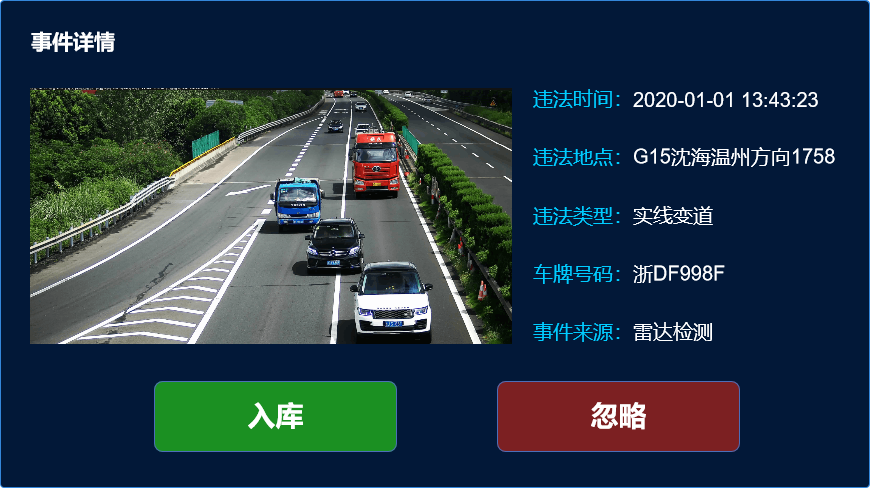 事件详情
违法时间：2020-01-01 13:43:23
违法地点：G15沈海温州方向1758
违法类型：实线变道
车牌号码：浙DF998F
事件来源：雷达检测
入库
忽略